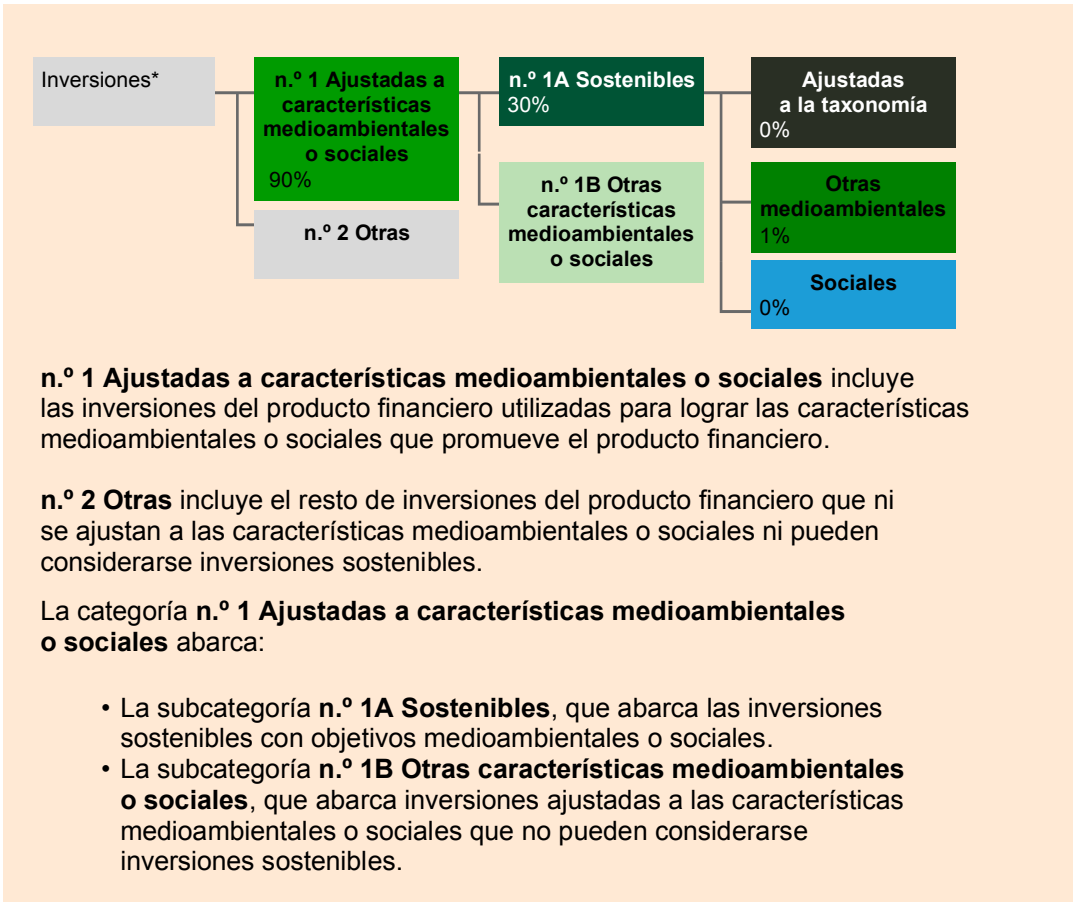 Inversiones*
n.º 1 Ajustadas a
características
medioambientales
o sociales
90%
n.º 2 Otras
n.º 1A Sostenibles
30%
n.º 1B Otras
características
medioambientales
o sociales
Ajustadas
a la taxonomía
0%
Otras
medioambientales
1%
Sociales
0%
n.º 1 Ajustadas a características medioambientales o sociales incluye
las inversiones del producto financiero utilizadas para lograr las características
medioambientales o sociales que promueve el producto financiero.
n.º 2 Otras incluye el resto de inversiones del producto financiero que ni
se ajustan a las características medioambientales o sociales ni pueden
considerarse inversiones sostenibles.
La categoría n.º 1 Ajustadas a características medioambientales
o sociales abarca:
• La subcategoría n.º 1A Sostenibles, que abarca las inversiones
sostenibles con objetivos medioambientales o sociales.
• La subcategoría n.º 1B Otras características medioambientales
o sociales, que abarca inversiones ajustadas a las características
medioambientales o sociales que no pueden considerarse
inversiones sostenibles.